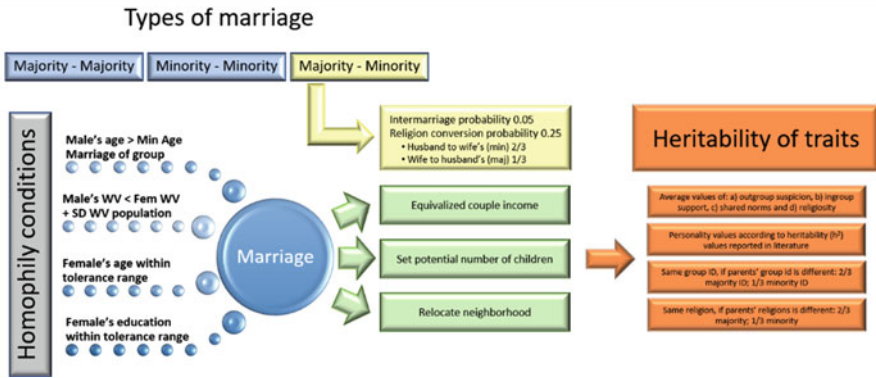 Types of marriage
Majority - Majority
Minority - Minority
Majority - Minority
Homophily conditions
Male's age > Min Age
Marriage of group
Male's WV < Fem WV
+ SD WV population
Female's age within
tolerance range
Female's education
within tolerance range
Marriage
Intermarriage probability 0.05
Religion conversion probability 0.25
• Husband to wife's (min) 2/3
• Wife to husband's (maj) 1/3
Equivalized couple income
Set potential number of children
Relocate neighborhood
Heritability of traits
Average values of: a) outgroup suspicion, b) ingroup
support, c) shared norms and d) religiosity
Personality values according to heritability (h²)
values reported in literature
Same group ID, if parents' group id is different: 2/3
majority ID; 1/3 minority ID
Same religion, if parents' religions is different: 2/3
majority; 1/3 minority